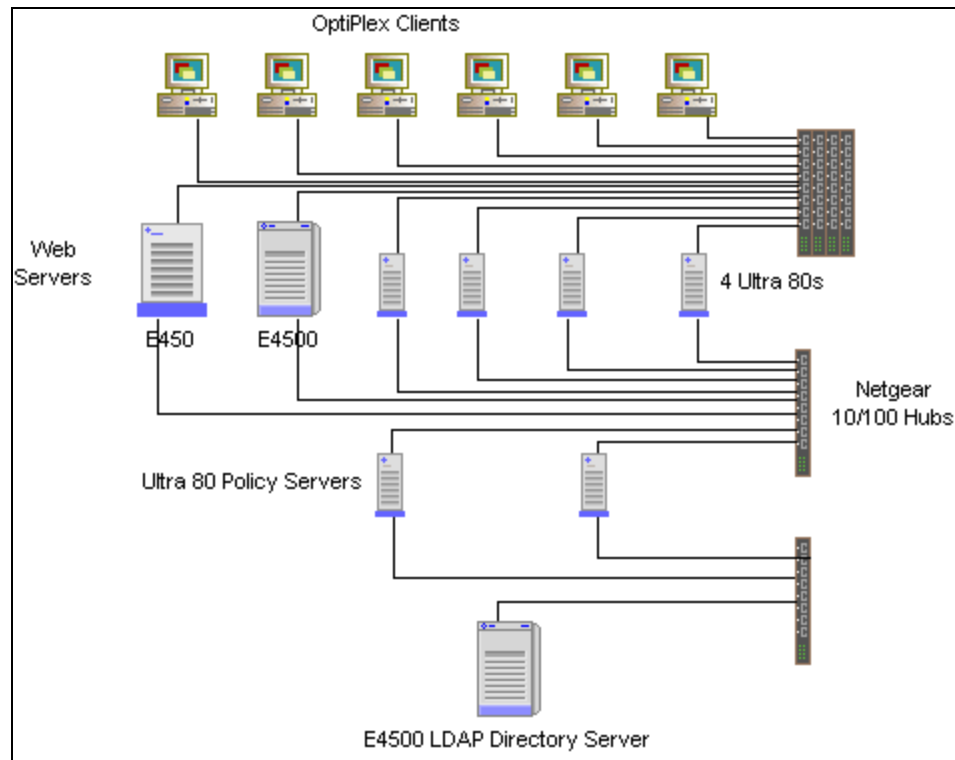 OptiPlex Clients
Web
Servers
4 Ultra 80s
E450
E4500
Netgear
10/100 Hubs
Ultra 80 Policy Servers
E4500 LDAP Directory Server